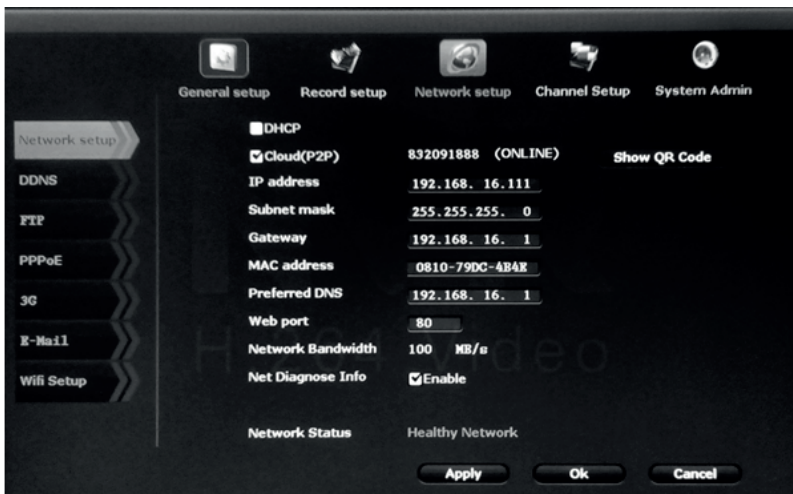 General setup Record setup Network setup Channel Setup System Admin
Network setup
DDNS
FTP
PPPoE
3G
E-Mail
Wifi Setup
DHCP
Cloud(P2P) 832091888 (ONLINE) Show QR Code
IP address 192.168. 16.111
Subnet mask 255.255.255. 0
Gateway 192.168. 16. 1
MAC address 0810-79DC-4B4E
Preferred DNS 192.168. 16. 1
Web port 80
Network Bandwidth 100 MB/s
Net Diagnose Info Enable
Network Status Healthy Network
Apply Ok Cancel